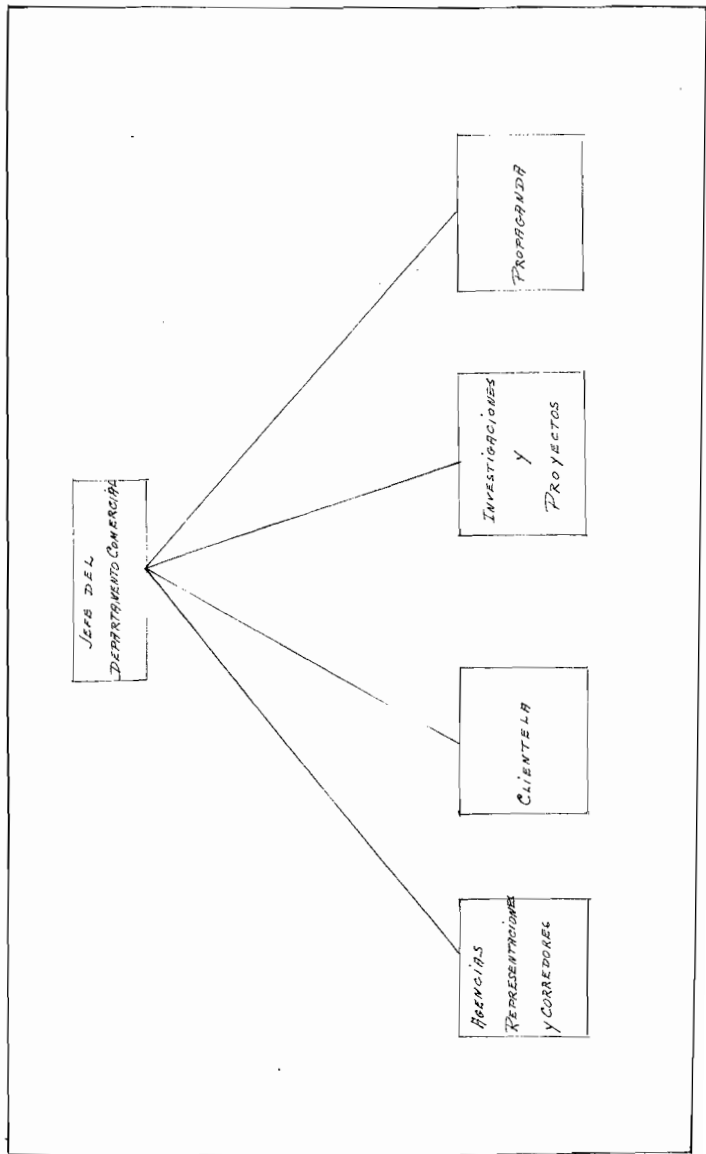 JEFE DEL
DEPARTAMENTO COMERCIAL
AGENCIAS
REPRESENTACIONES
Y CORREDORES
CLIENTELA
INVESTIGACIONES
Y
PROYECTOS
PROPAGANDA